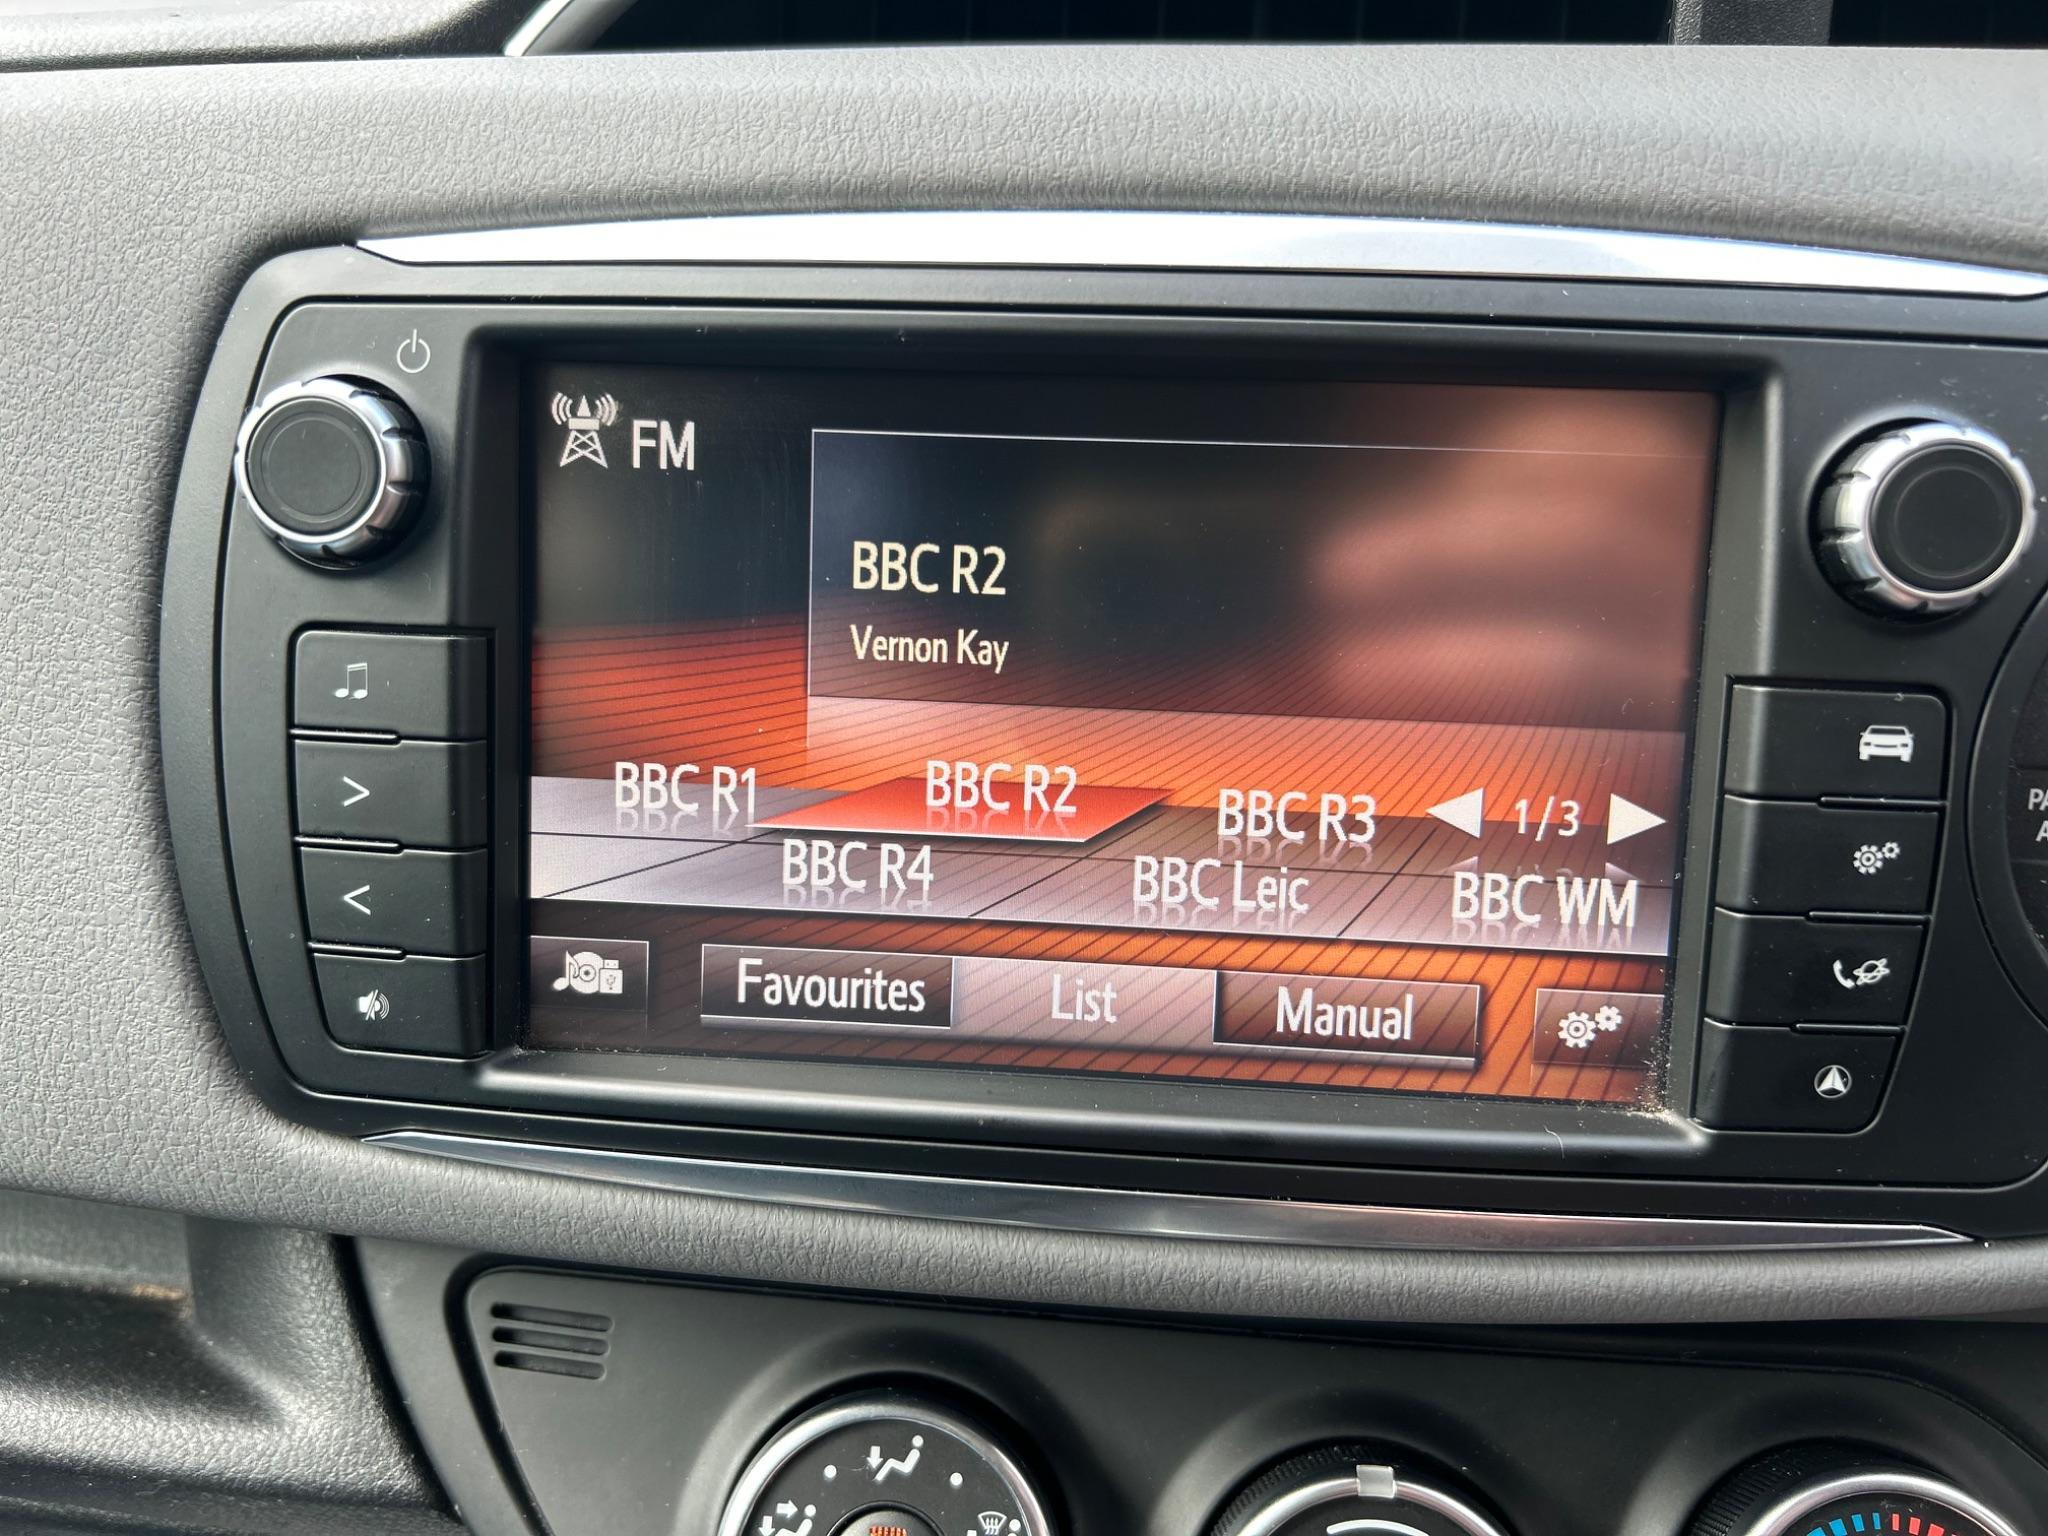 FM
BBC R2
Vernon Kay
BBC R1 BBC R2 BBC R3 1/3
BBC R4 BBC Leic BBC WM
Favourites List Manual